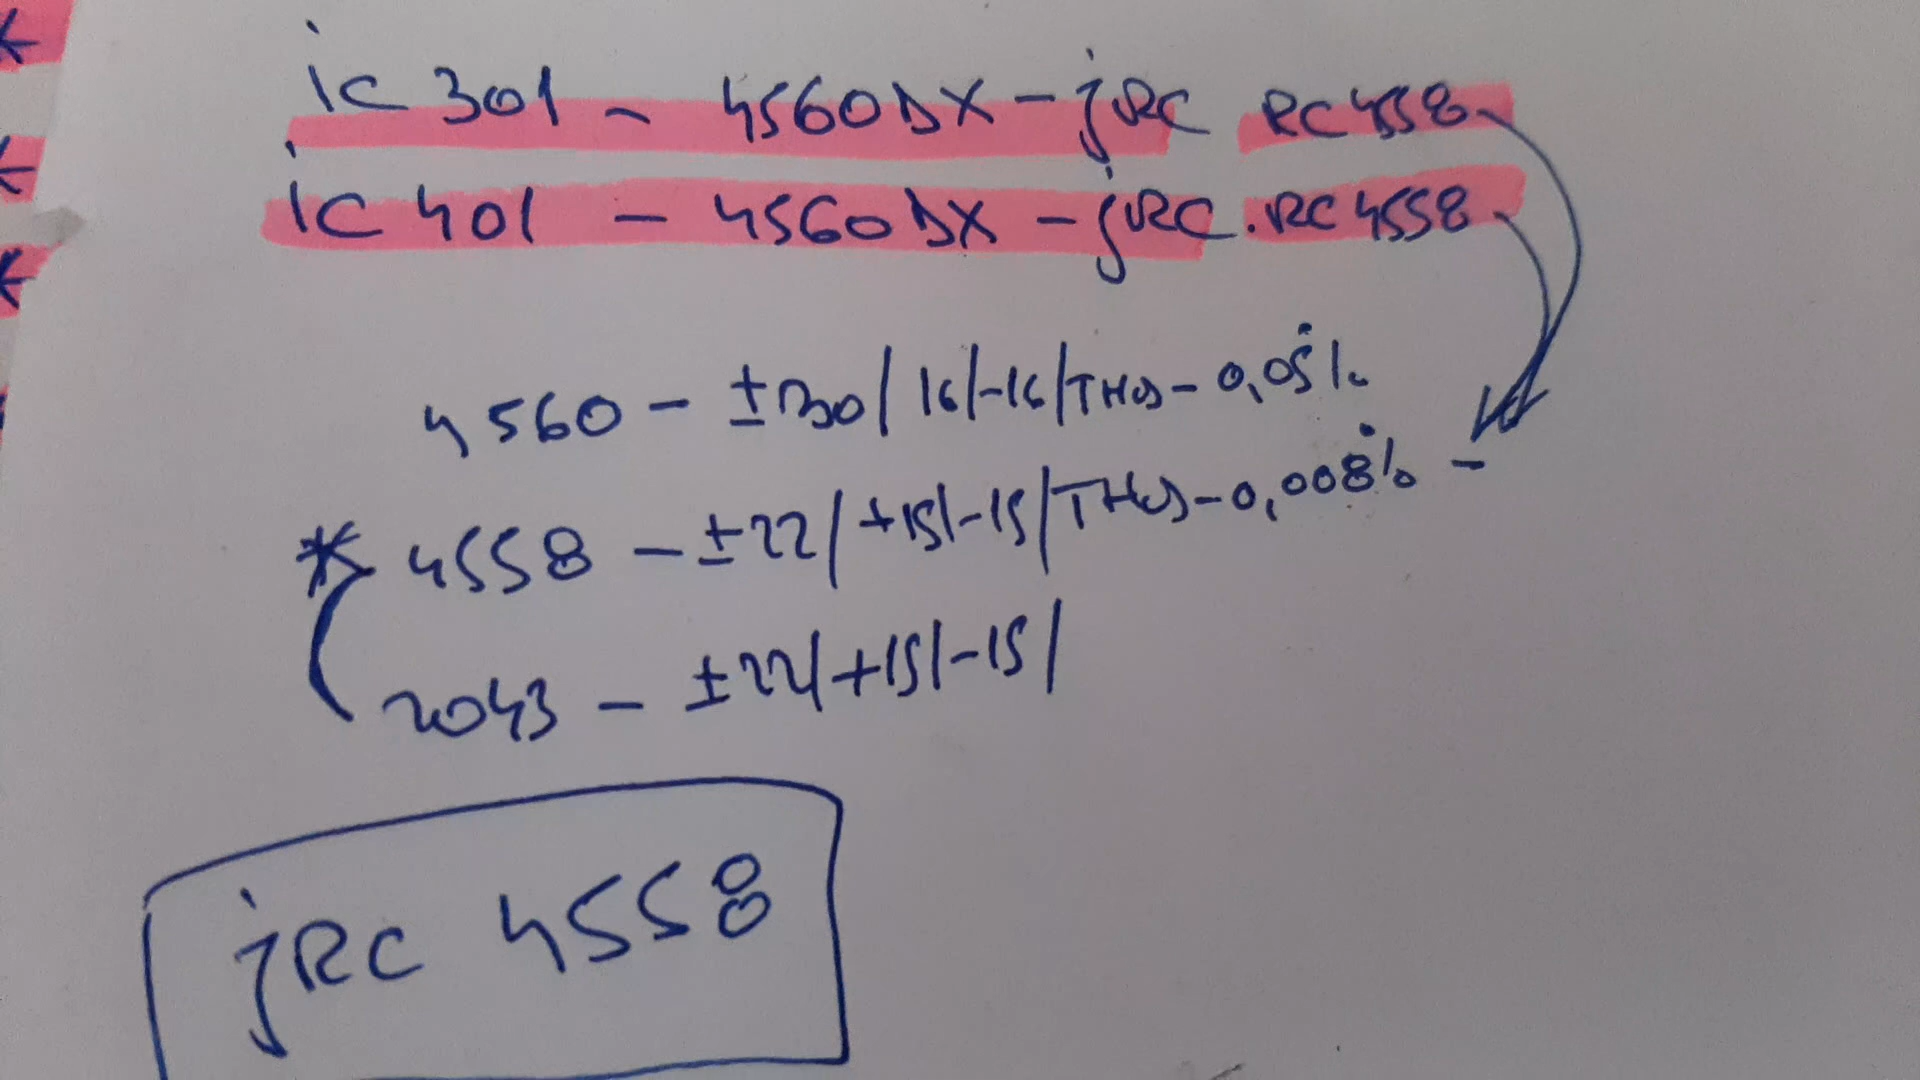 ic 301 - 4560DX - jRC RC4558
ic 401 - 4560DX - jRC. RC4558
4560 - ±130/16/-16/THD - 0,05%
4558 - ±22/+15/-15/THD - 0,008% -
2043 - ±22/+15/-15/
jRC 4558